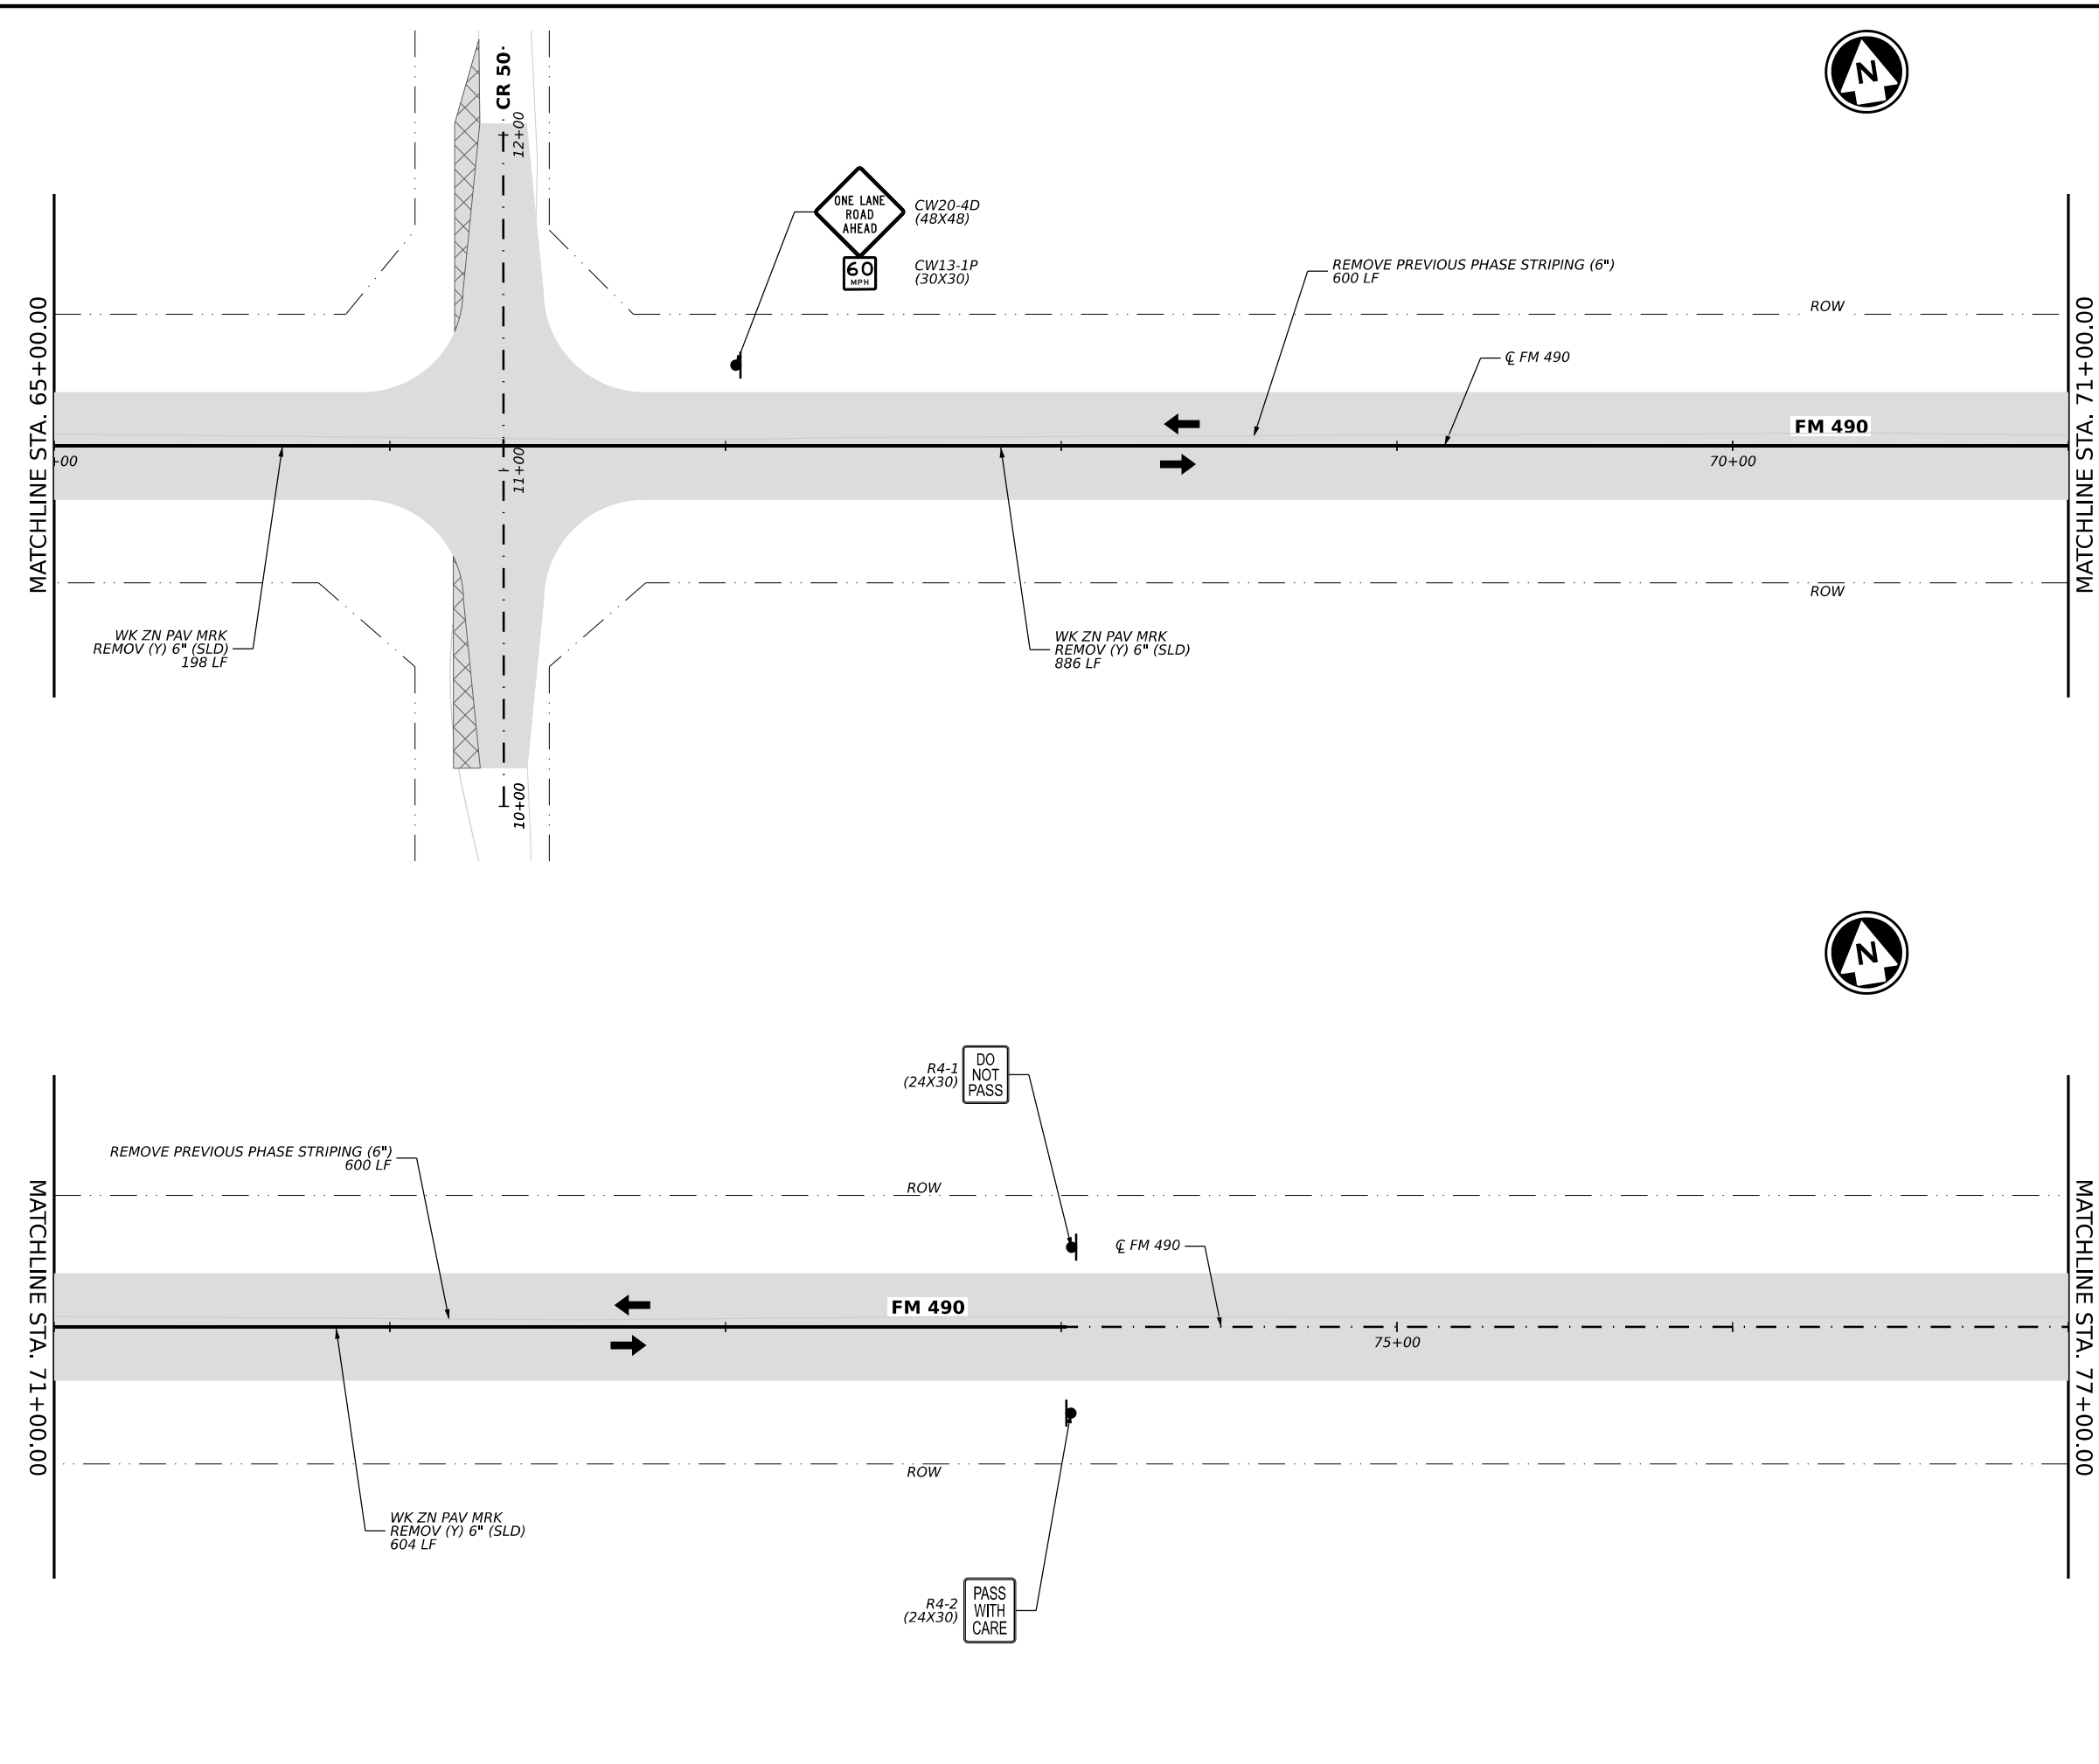 CR 50
12+00
N
ONE LANE
ROAD
AHEAD
CW20-4D
(48X48)
60
MPH
CW13-1P
(30X30)
REMOVE PREVIOUS PHASE STRIPING (6")
600 LF
ROW
℄ FM 490
FM 490
MATCHLINE STA. 65+00.00
MATCHLINE STA. 71+00.00
+00
11+00
70+00
ROW
WK ZN PAV MRK
REMOV (Y) 6" (SLD)
198 LF
WK ZN PAV MRK
REMOV (Y) 6" (SLD)
886 LF
10+00
N
R4-1
(24X30)
DO
NOT
PASS
REMOVE PREVIOUS PHASE STRIPING (6")
600 LF
ROW
℄ FM 490
FM 490
75+00
MATCHLINE STA. 71+00.00
MATCHLINE STA. 77+00.00
ROW
WK ZN PAV MRK
REMOV (Y) 6" (SLD)
604 LF
R4-2
(24X30)
PASS
WITH
CARE